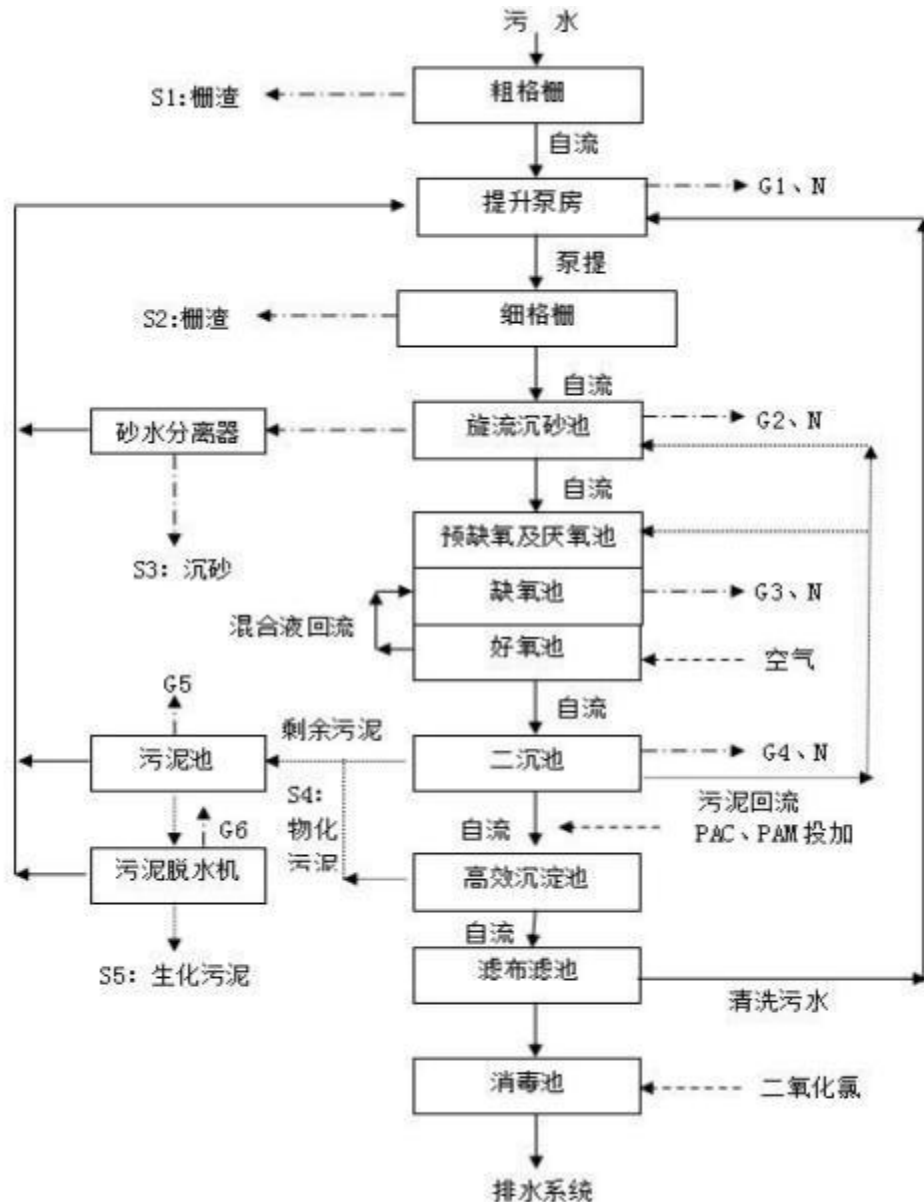 污 水
粗格栅
S1:栅渣
自流
提升泵房
G1、N
泵提
细格栅
S2:栅渣
自流
旋流沉砂池
G2、N
砂水分离器
自流
S3：沉砂
预缺氧及厌氧池
缺氧池
G3、N
混合液回流
好氧池
空气
G5
自流
剩余污泥
污泥池
二沉池
G4、N
S4：
物化
污泥
G6
污泥回流
自流
PAC、PAM投加
污泥脱水机
高效沉淀池
自流
S5：生化污泥
滤布滤池
清洗污水
消毒池
二氧化氯
排水系统